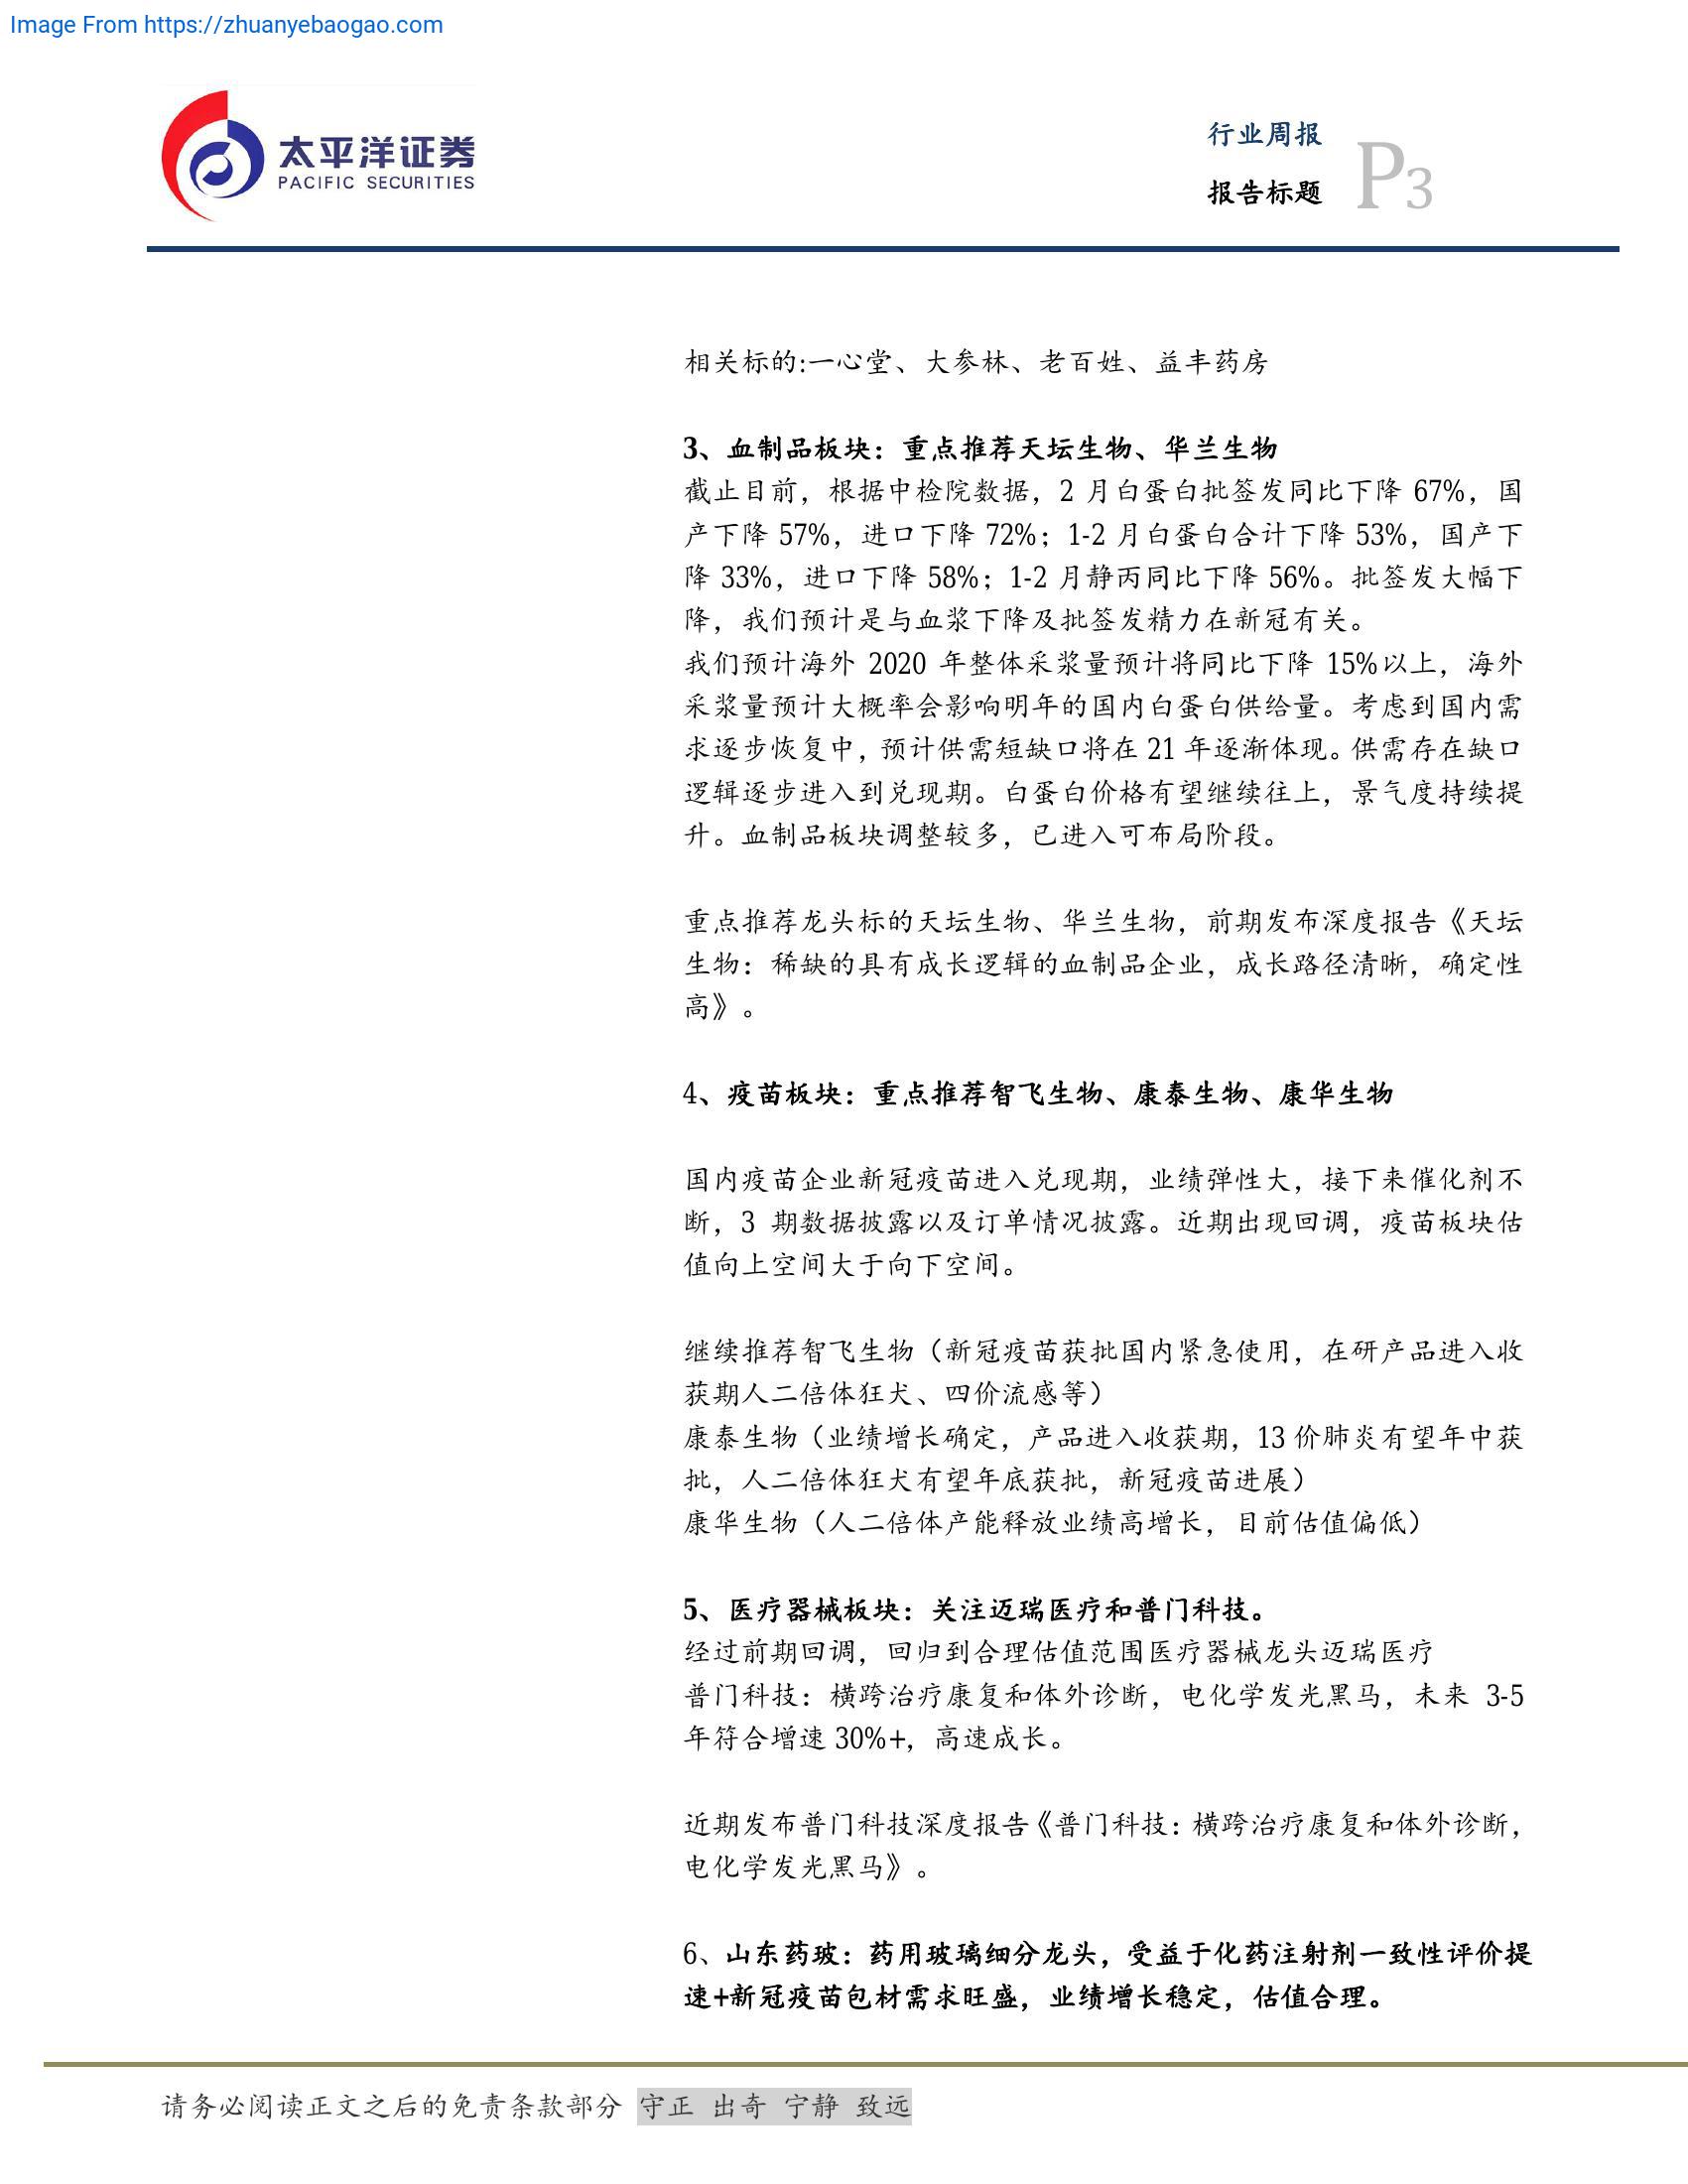 Image From https://zhuanyebaogao.com
太平洋证券
PACIFIC SECURITIES
行业周报
报告标题
P3
相关标的:一心堂、大参林、老百姓、益丰药房
3、血制品板块：重点推荐天坛生物、华兰生物
截止目前，根据中检院数据，2 月白蛋白批签发同比下降 67%，国
产下降 57%，进口下降 72%；1-2 月白蛋白合计下降 53%，国产下
降 33%，进口下降 58%；1-2 月静丙同比下降 56%。批签发大幅下
降，我们预计是与血浆下降及批签发精力在新冠有关。
我们预计海外 2020 年整体采浆量预计将同比下降 15%以上，海外
采浆量预计大概率会影响明年的国内白蛋白供给量。考虑到国内需
求逐步恢复中，预计供需短缺口将在 21 年逐渐体现。供需存在缺口
逻辑逐步进入到兑现期。白蛋白价格有望继续往上，景气度持续提
升。血制品板块调整较多，已进入可布局阶段。
重点推荐龙头标的天坛生物、华兰生物，前期发布深度报告《天坛
生物：稀缺的具有成长逻辑的血制品企业，成长路径清晰，确定性
高》。
4、疫苗板块：重点推荐智飞生物、康泰生物、康华生物
国内疫苗企业新冠疫苗进入兑现期，业绩弹性大，接下来催化剂不
断，3 期数据披露以及订单情况披露。近期出现回调，疫苗板块估
值向上空间大于向下空间。
继续推荐智飞生物（新冠疫苗获批国内紧急使用，在研产品进入收
获期人二倍体狂犬、四价流感等）
康泰生物（业绩增长确定，产品进入收获期，13 价肺炎有望年中获
批，人二倍体狂犬有望年底获批，新冠疫苗进展）
康华生物（人二倍体产能释放业绩高增长，目前估值偏低）
5、医疗器械板块：关注迈瑞医疗和普门科技。
经过前期回调，回归到合理估值范围医疗器械龙头迈瑞医疗
普门科技：横跨治疗康复和体外诊断，电化学发光黑马，未来 3-5
年符合增速 30%+，高速成长。
近期发布普门科技深度报告《普门科技：横跨治疗康复和体外诊断，
电化学发光黑马》。
6、山东药玻：药用玻璃细分龙头，受益于化药注射剂一致性评价提
速+新冠疫苗包材需求旺盛，业绩增长稳定，估值合理。
请务必阅读正文之后的免责条款部分 守正 出奇 宁静 致远